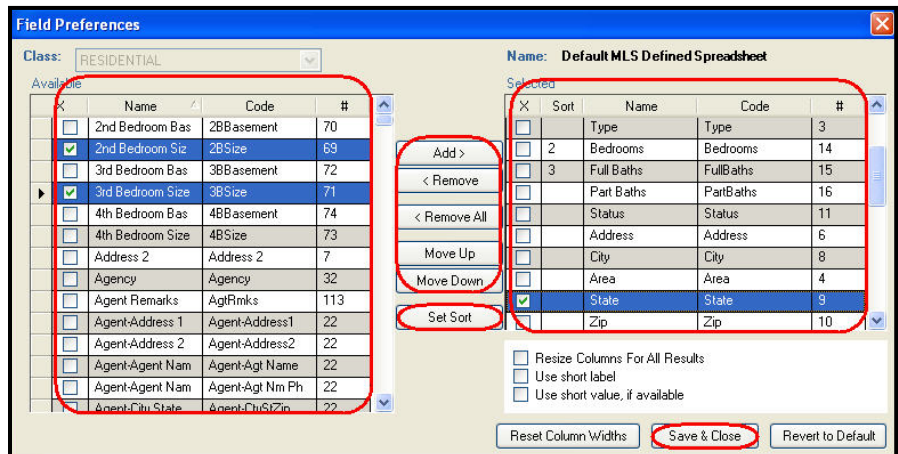 Field Preferences
Class: RESIDENTIAL
Name: Default MLS Defined Spreadsheet
Available
X Name Code #
2nd Bedroom Bas 2BBasement 70
2nd Bedroom Siz 2BSize 69
3rd Bedroom Bas 3BBasement 72
3rd Bedroom Size 3BSize 71
4th Bedroom Bas 4BBasement 74
4th Bedroom Size 4BSize 73
Address 2 Address 2 7
Agency Agency 32
Agent Remarks AgtRmks 113
Agent-Address 1 Agent-Address1 22
Agent-Address 2 Agent-Address2 22
Agent-Agent Nam Agent-Agt Name 22
Agent-Agent Nam Agent-Agt Nm Ph 22
Agent-City State Agent-CtyStZip 22
Add >
< Remove
< Remove All
Move Up
Move Down
Set Sort
Selected
X Sort Name Code #
Type Type 3
2 Bedrooms Bedrooms 14
3 Full Baths FullBaths 15
Part Baths PartBaths 16
Status Status 11
Address Address 6
City City 8
Area Area 4
State State 9
Zip Zip 10
Resize Columns For All Results
Use short label
Use short value, if available
Reset Column Widths
Save & Close
Revert to Default